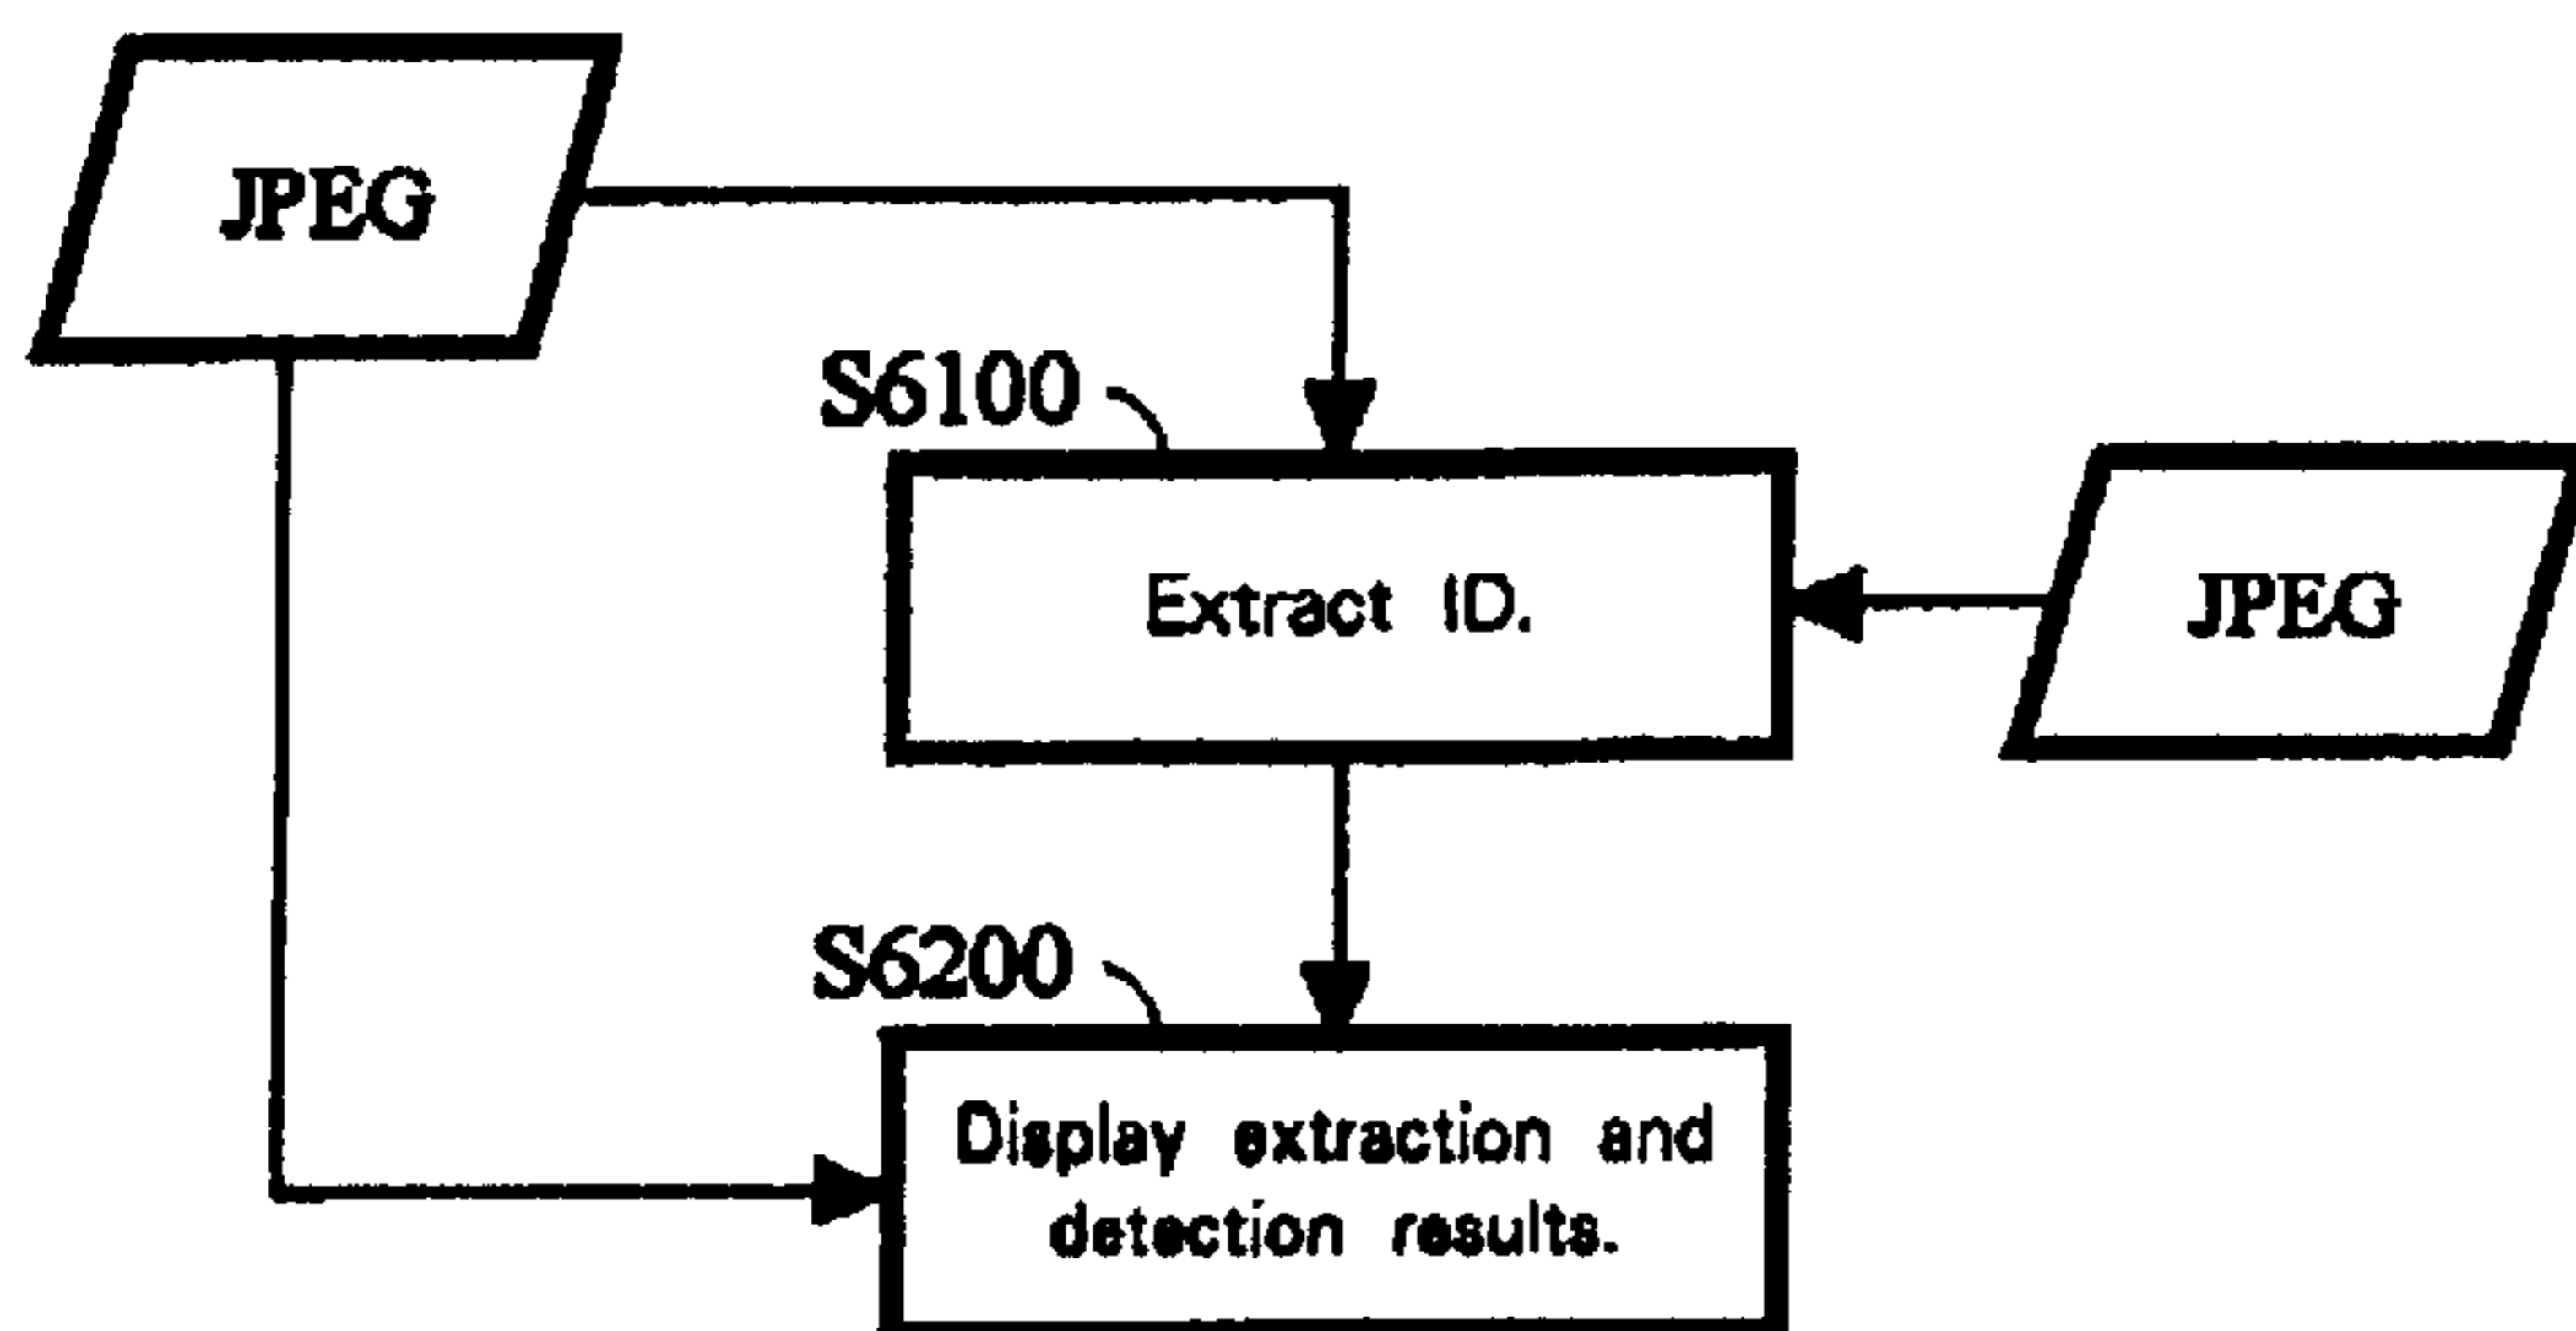 JPEG
S6100
Extract ID.
JPEG
S6200
Display extraction and
detection results.